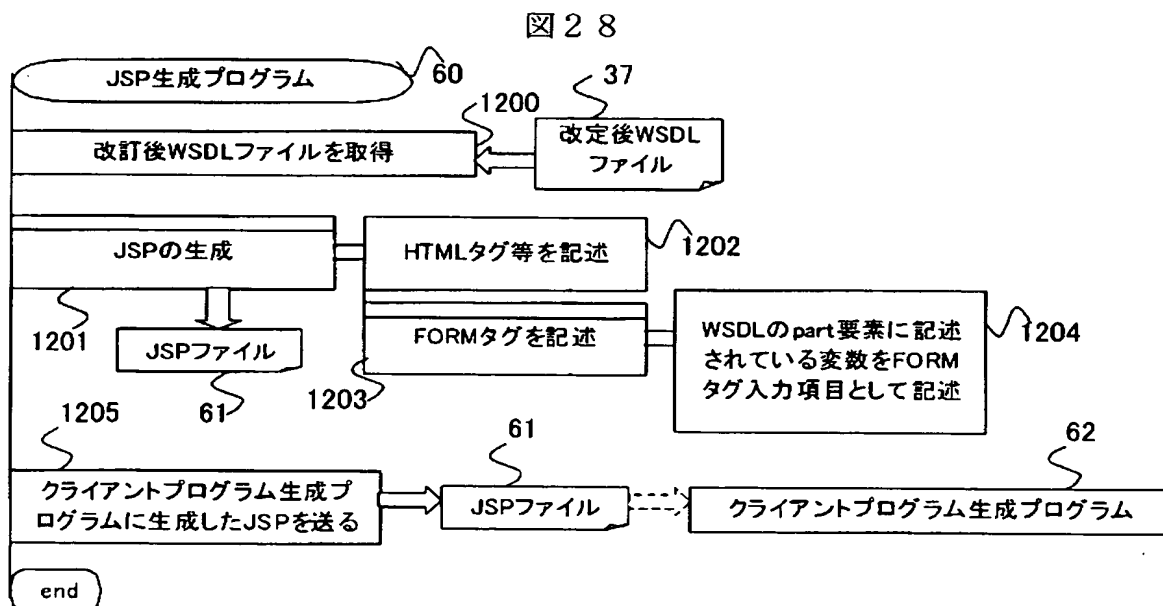 図２８
JSP生成プログラム
60
1200
37
改訂後WSDLファイルを取得
改定後WSDL
ファイル
JSPの生成
HTMLタグ等を記述
1202
1201
JSPファイル
61
FORMタグを記述
1203
WSDLのpart要素に記述
されている変数をFORM
タグ入力項目として記述
1204
1205
クライアントプログラム生成プ
ログラムに生成したJSPを送る
61
JSPファイル
62
クライアントプログラム生成プログラム
end